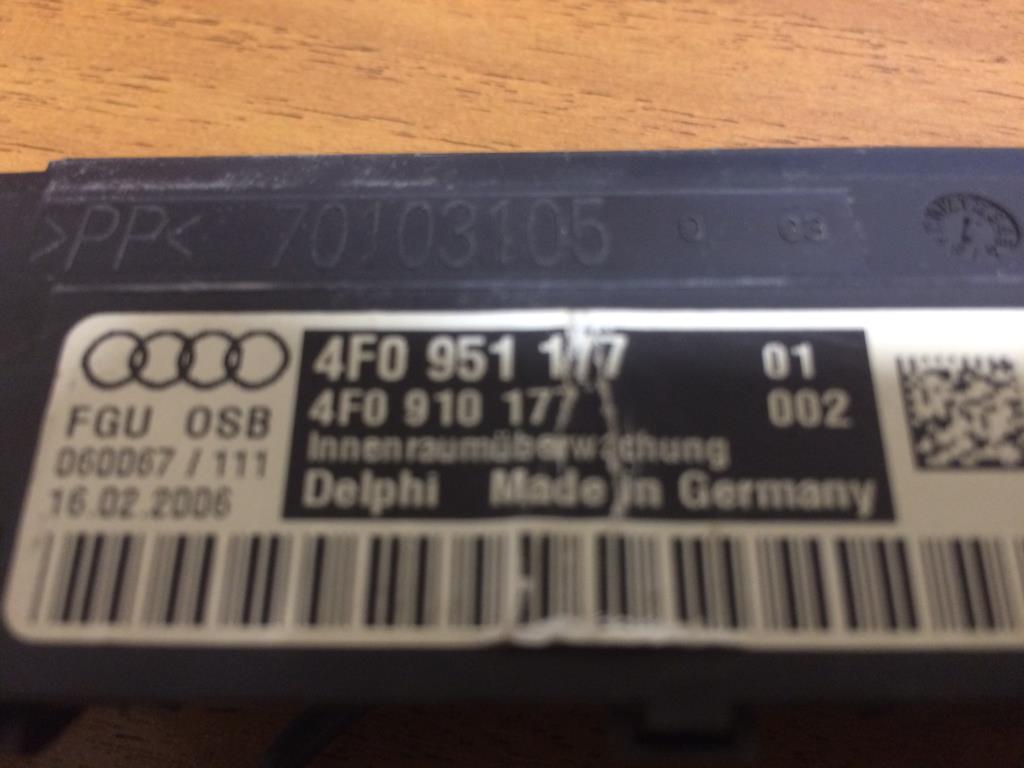 >PP< 70103105
4F0 951 177 01
4F0 910 177 002
Innenraumüberwachung
Delphi Made in Germany
FGU OSB
D60D67 / 111
16.02.2006